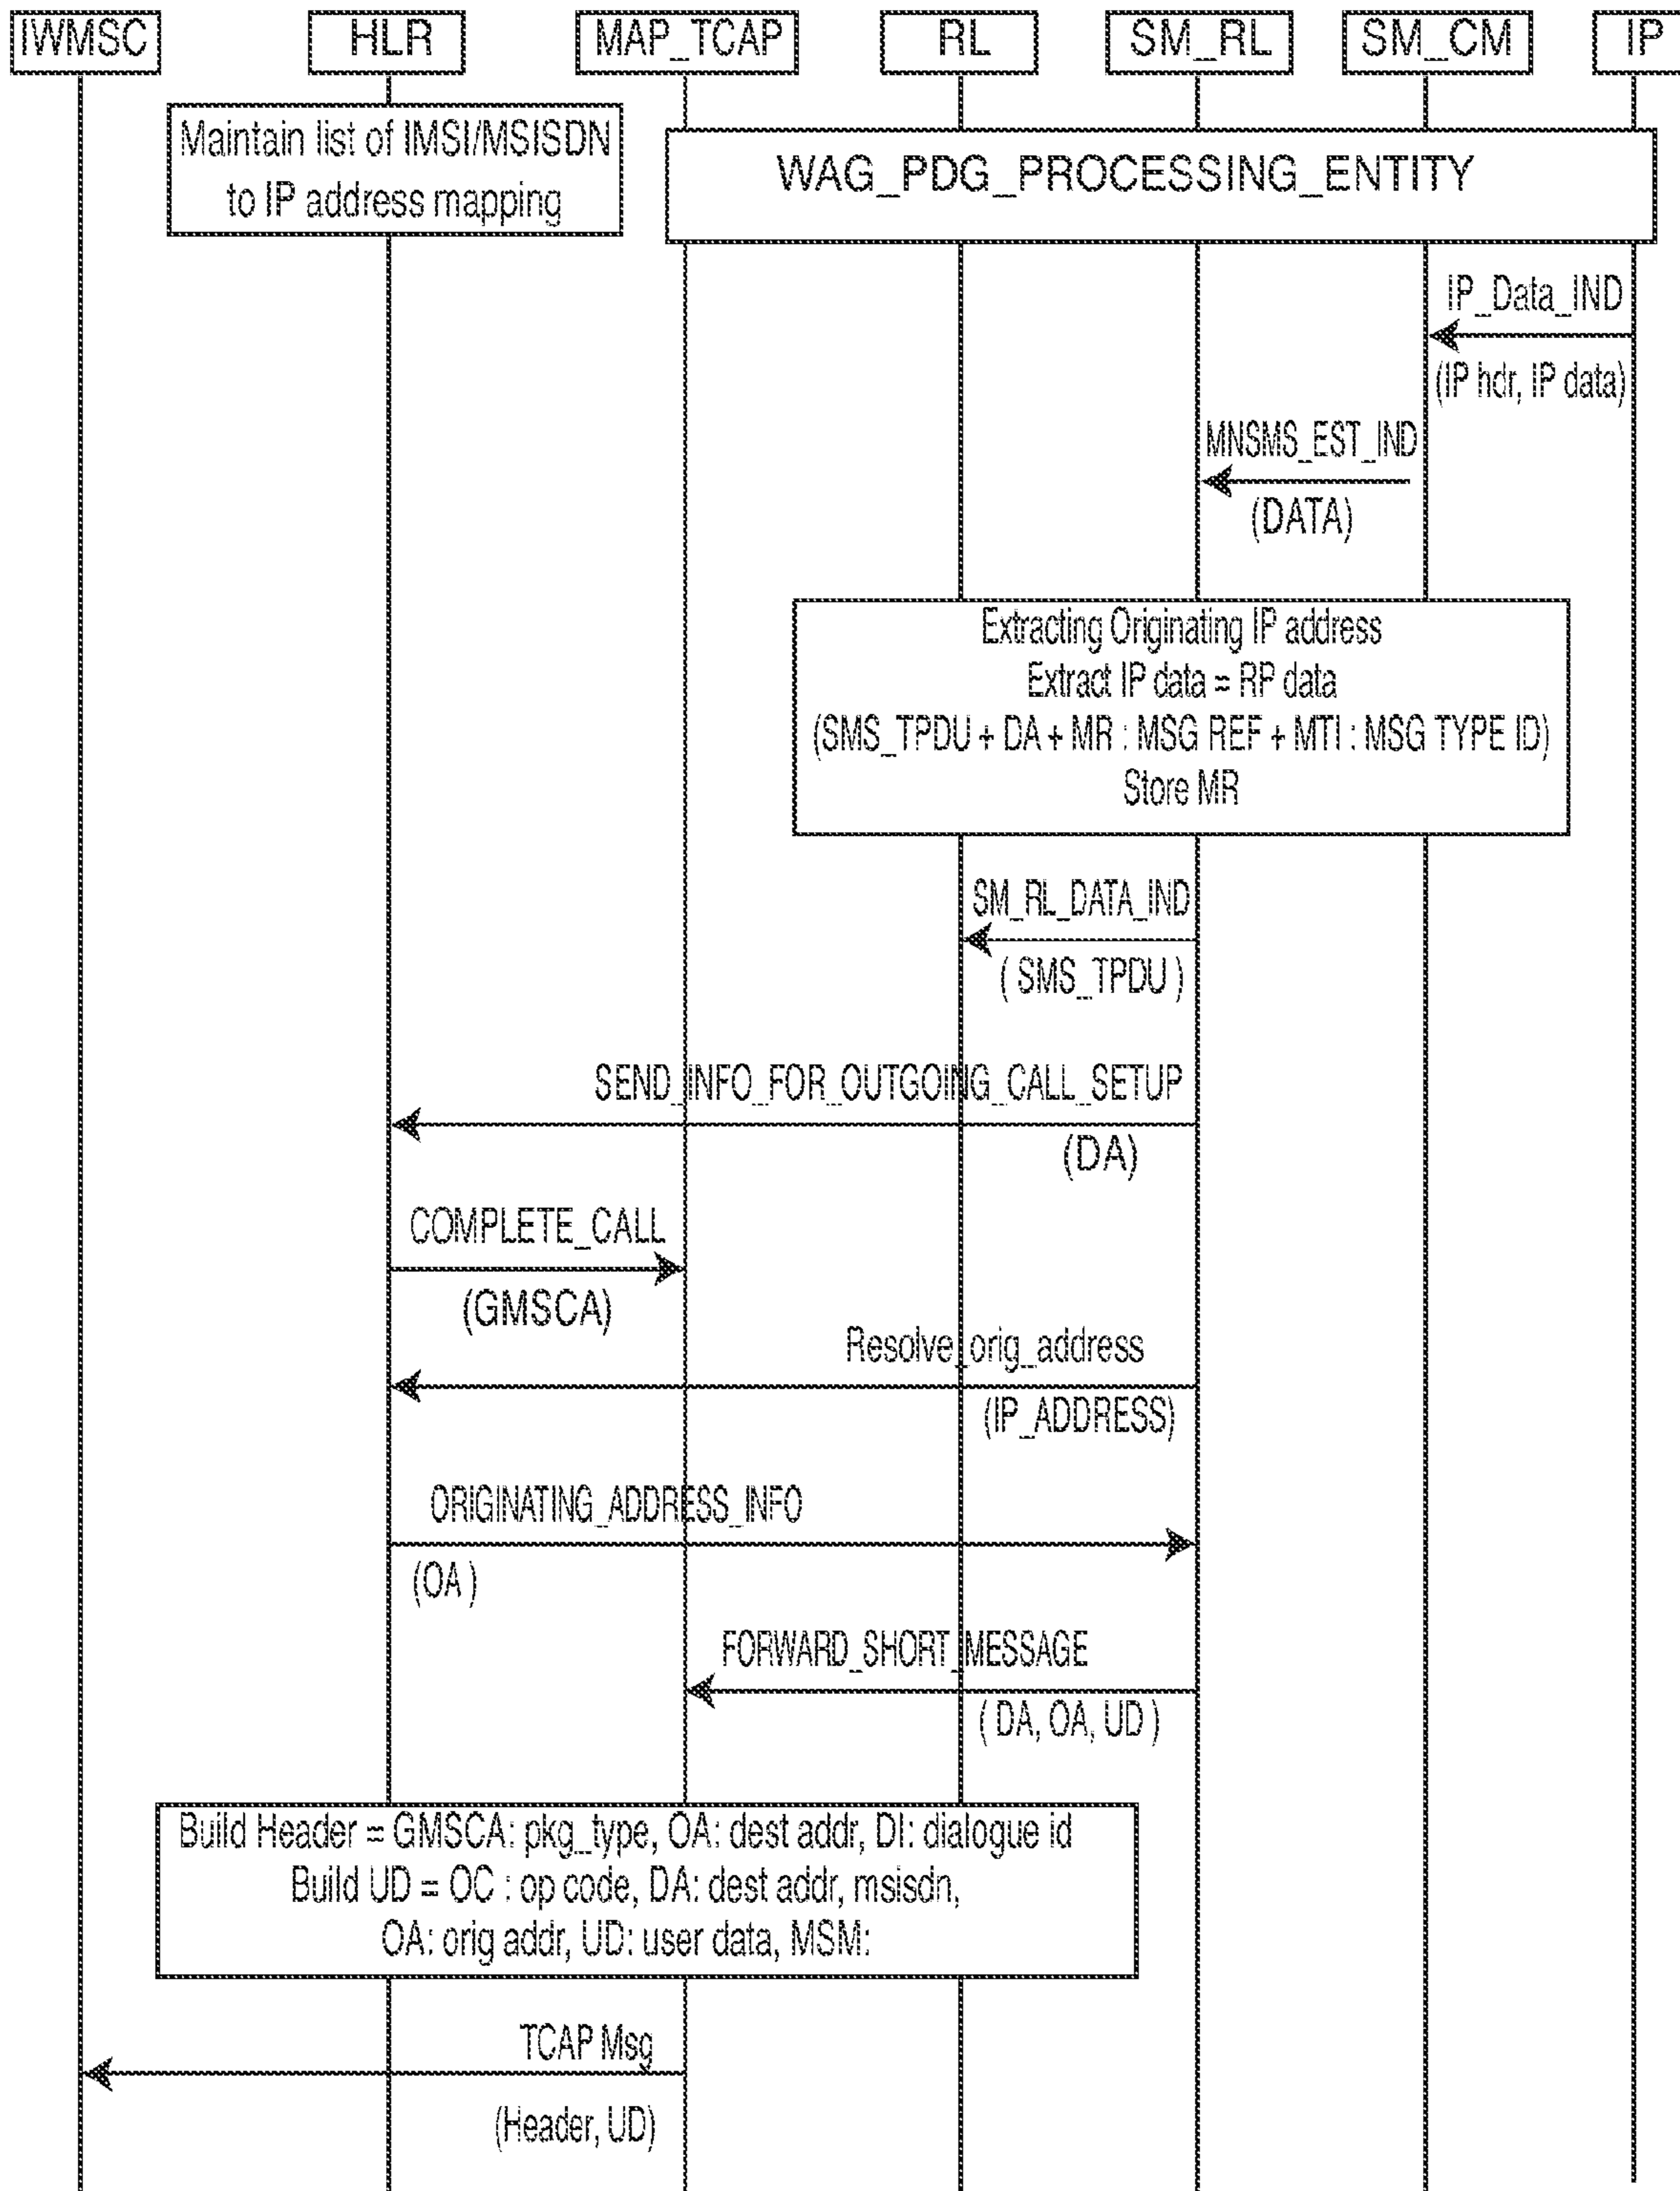 IWMSC
HLR
MAP_TCAP
RL
SM_RL
SM_CM
IP
Maintain list of IMSI/MSISDN
to IP address mapping
WAG_PDG_PROCESSING_ENTITY
IP_Data_IND
(IP hdr, IP data)
MNSMS_EST_IND
(DATA)
Extracting Originating IP address
Extract IP data = RP data
(SMS_TPDU + DA + MR : MSG REF + MTI : MSG TYPE ID)
Store MR
SM_RL_DATA_IND
( SMS_TPDU )
SEND_INFO_FOR_OUTGOING_CALL_SETUP
(DA)
COMPLETE_CALL
(GMSCA)
Resolve_orig_address
(IP_ADDRESS)
ORIGINATING_ADDRESS_INFO
(OA )
FORWARD_SHORT_MESSAGE
( DA, OA, UD )
Build Header = GMSCA: pkg_type, OA: dest addr, DI: dialogue id
Build UD = OC : op code, DA: dest addr, msisdn,
OA: orig addr, UD: user data, MSM:
TCAP Msg
(Header, UD)